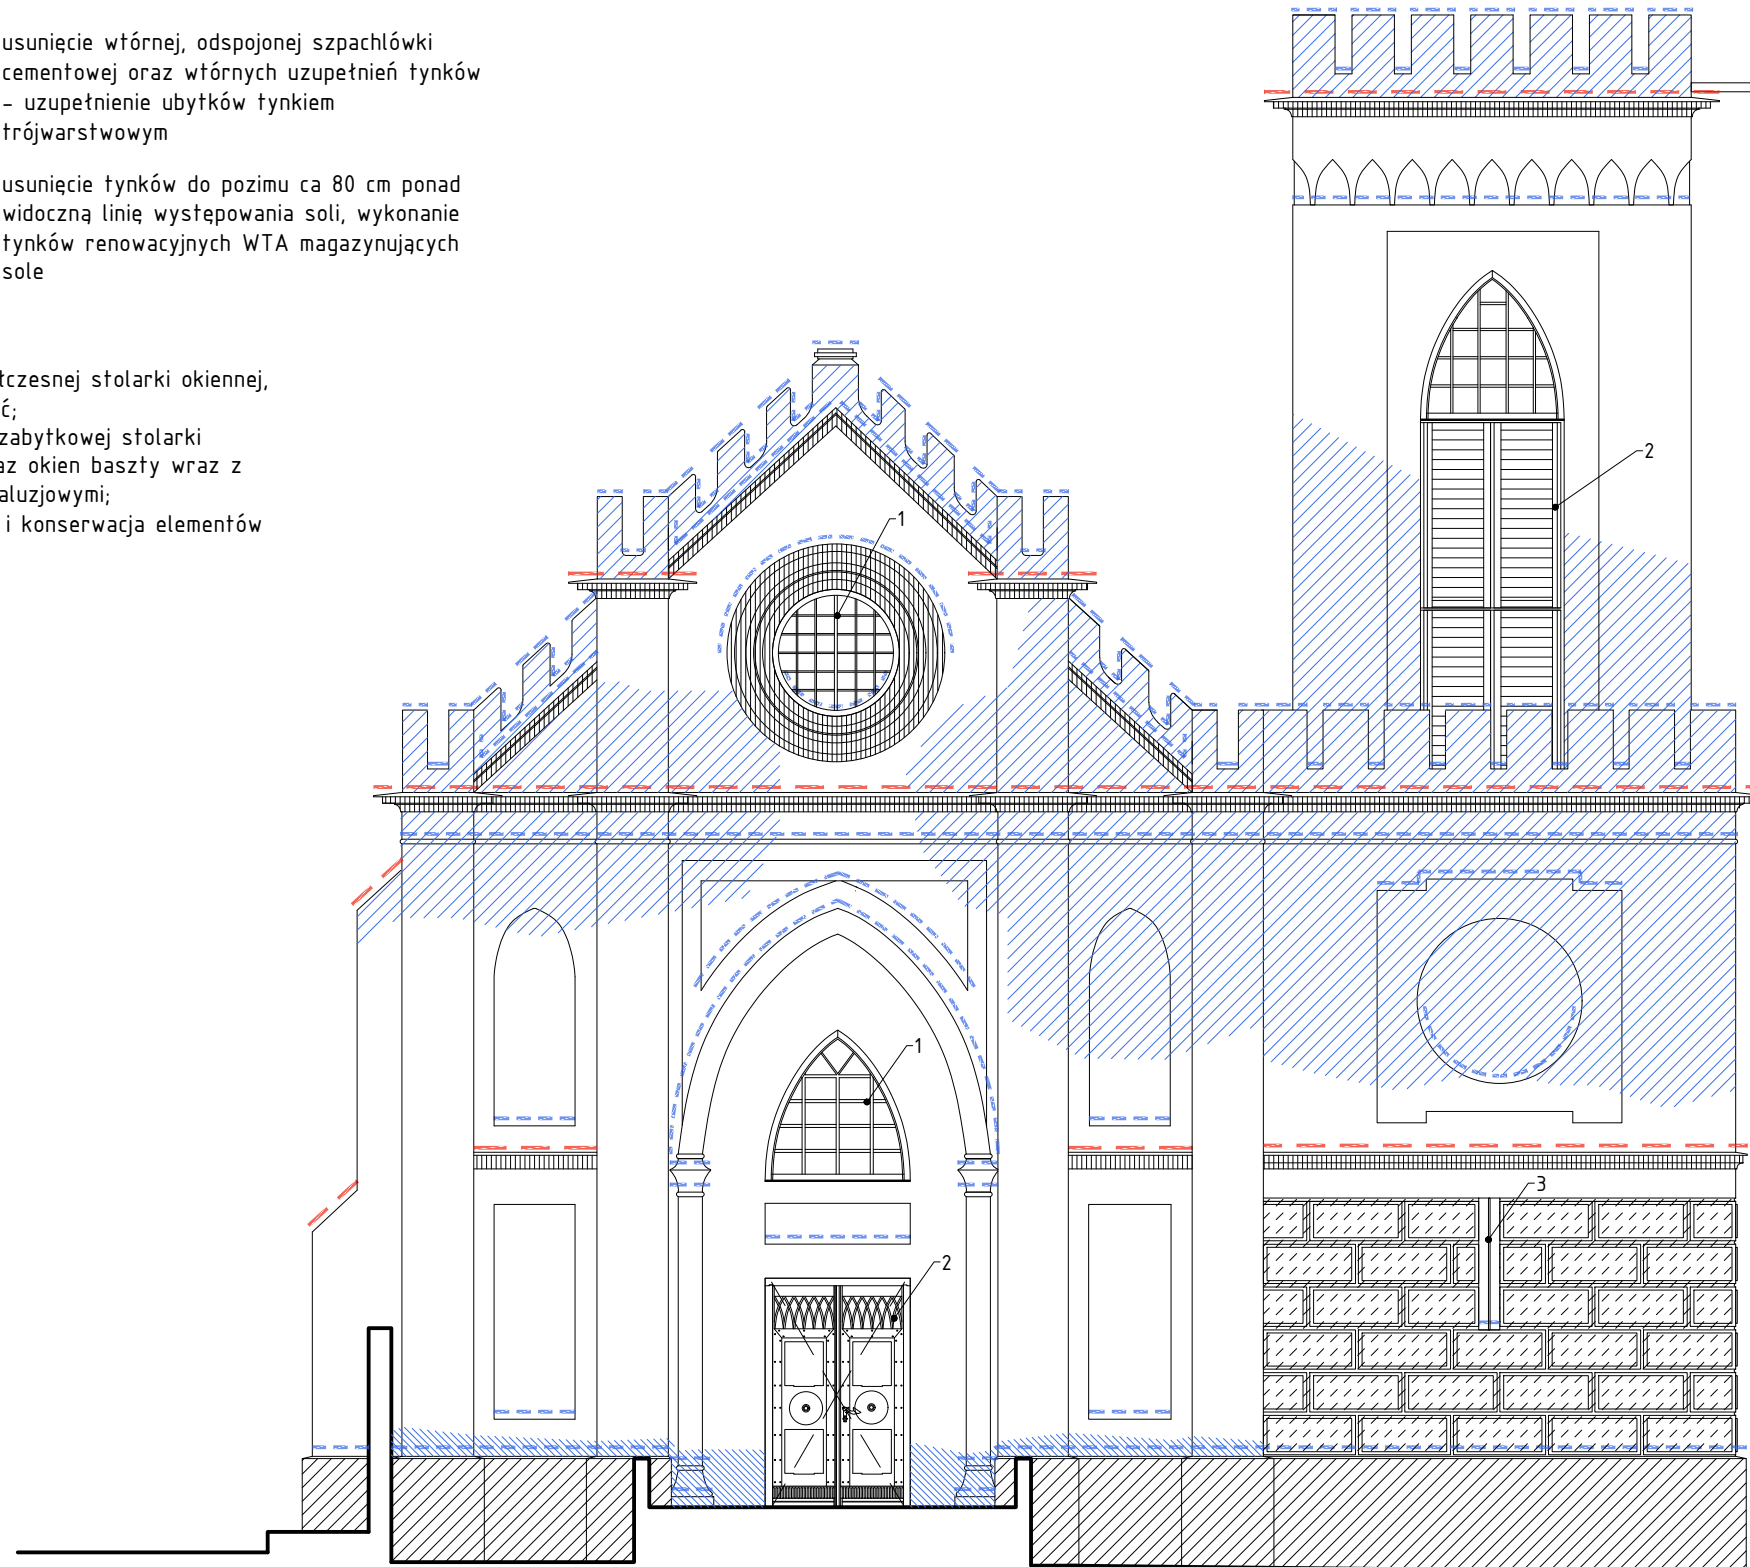 usunięcie wtórnej, odspojonej szpachlówki
cementowej oraz wtórnych uzupełnień tynków
– uzupełnienie ubytków tynkiem
trójwarstwowym
usunięcie tynków do pozimu ca 80 cm ponad
widoczną linię występowania soli, wykonanie
tynków renowacyjnych WTA magazynujących
sole
łczesnej stolarki okiennej,
ć;
zabytkowej stolarki
az okien baszty wraz z
aluzjowymi;
i konserwacja elementów
2
1
1
3
2